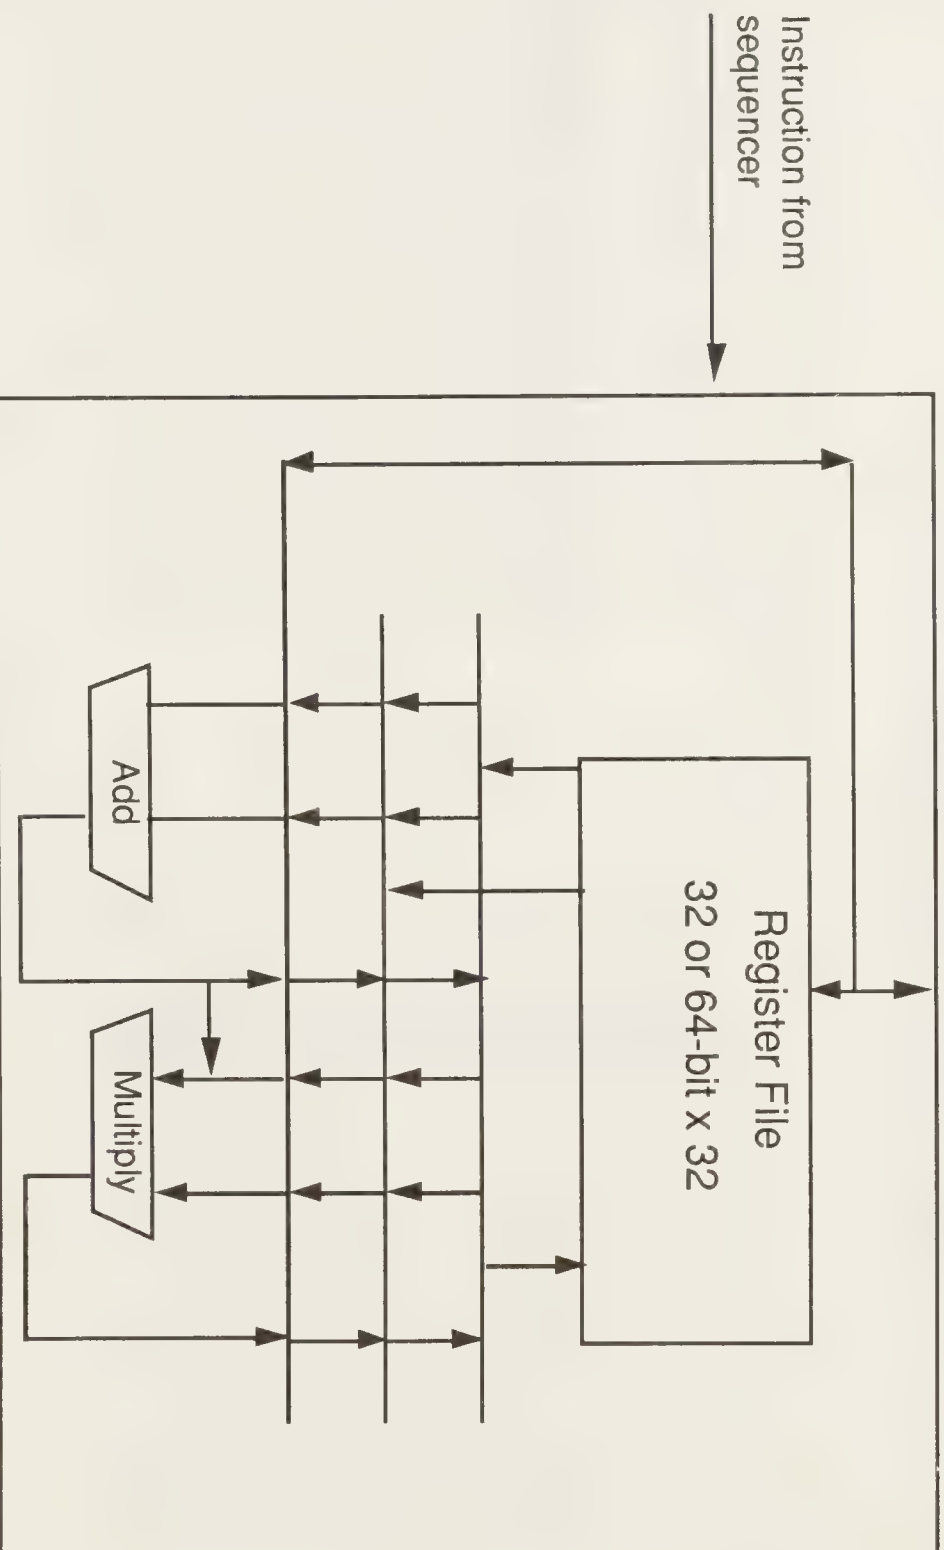 Instruction from
sequencer
Register File
32 or 64-bit x 32
Add
Multiply